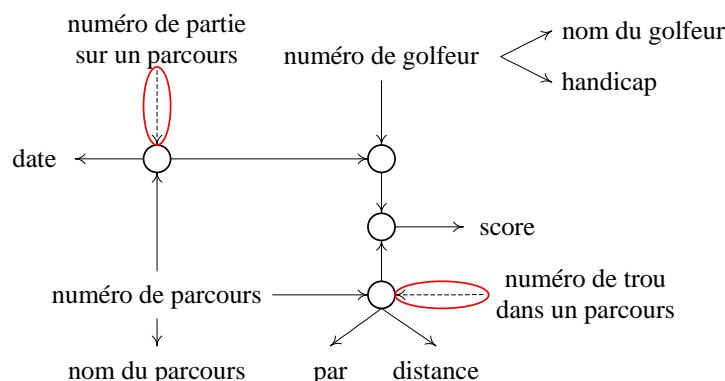 numéro de partie
sur un parcours
numéro de golfeur
nom du golfeur
handicap
date
score
numéro de parcours
numéro de trou
dans un parcours
nom du parcours
par
distance